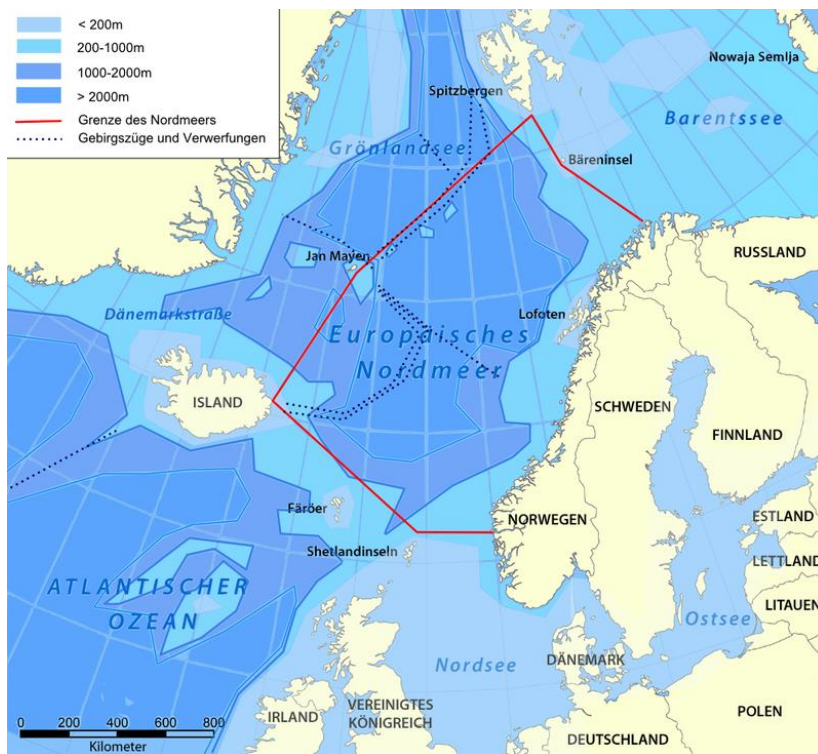 < 200m
200-1000m
1000-2000m
> 2000m
Grenze des Nordmeers
Gebirgszüge und Verwerfungen
Spitzbergen
Nowaja Semlja
Barentssee
Grönlandsee
Bäreninsel
RUSSLAND
Jan Mayen
Dänemarkstraße
Lofoten
Europäisches
Nordmeer
ISLAND
SCHWEDEN
FINNLAND
Färöer
NORWEGEN
ESTLAND
Shetlandinseln
LETTLAND
ATLANTISCHER
OZEAN
LITAUEN
Ostsee
Nordsee
DÄNEMARK
IRLAND
VEREINIGTES
KÖNIGREICH
POLEN
DEUTSCHLAND
0 200 400 600 800
Kilometer